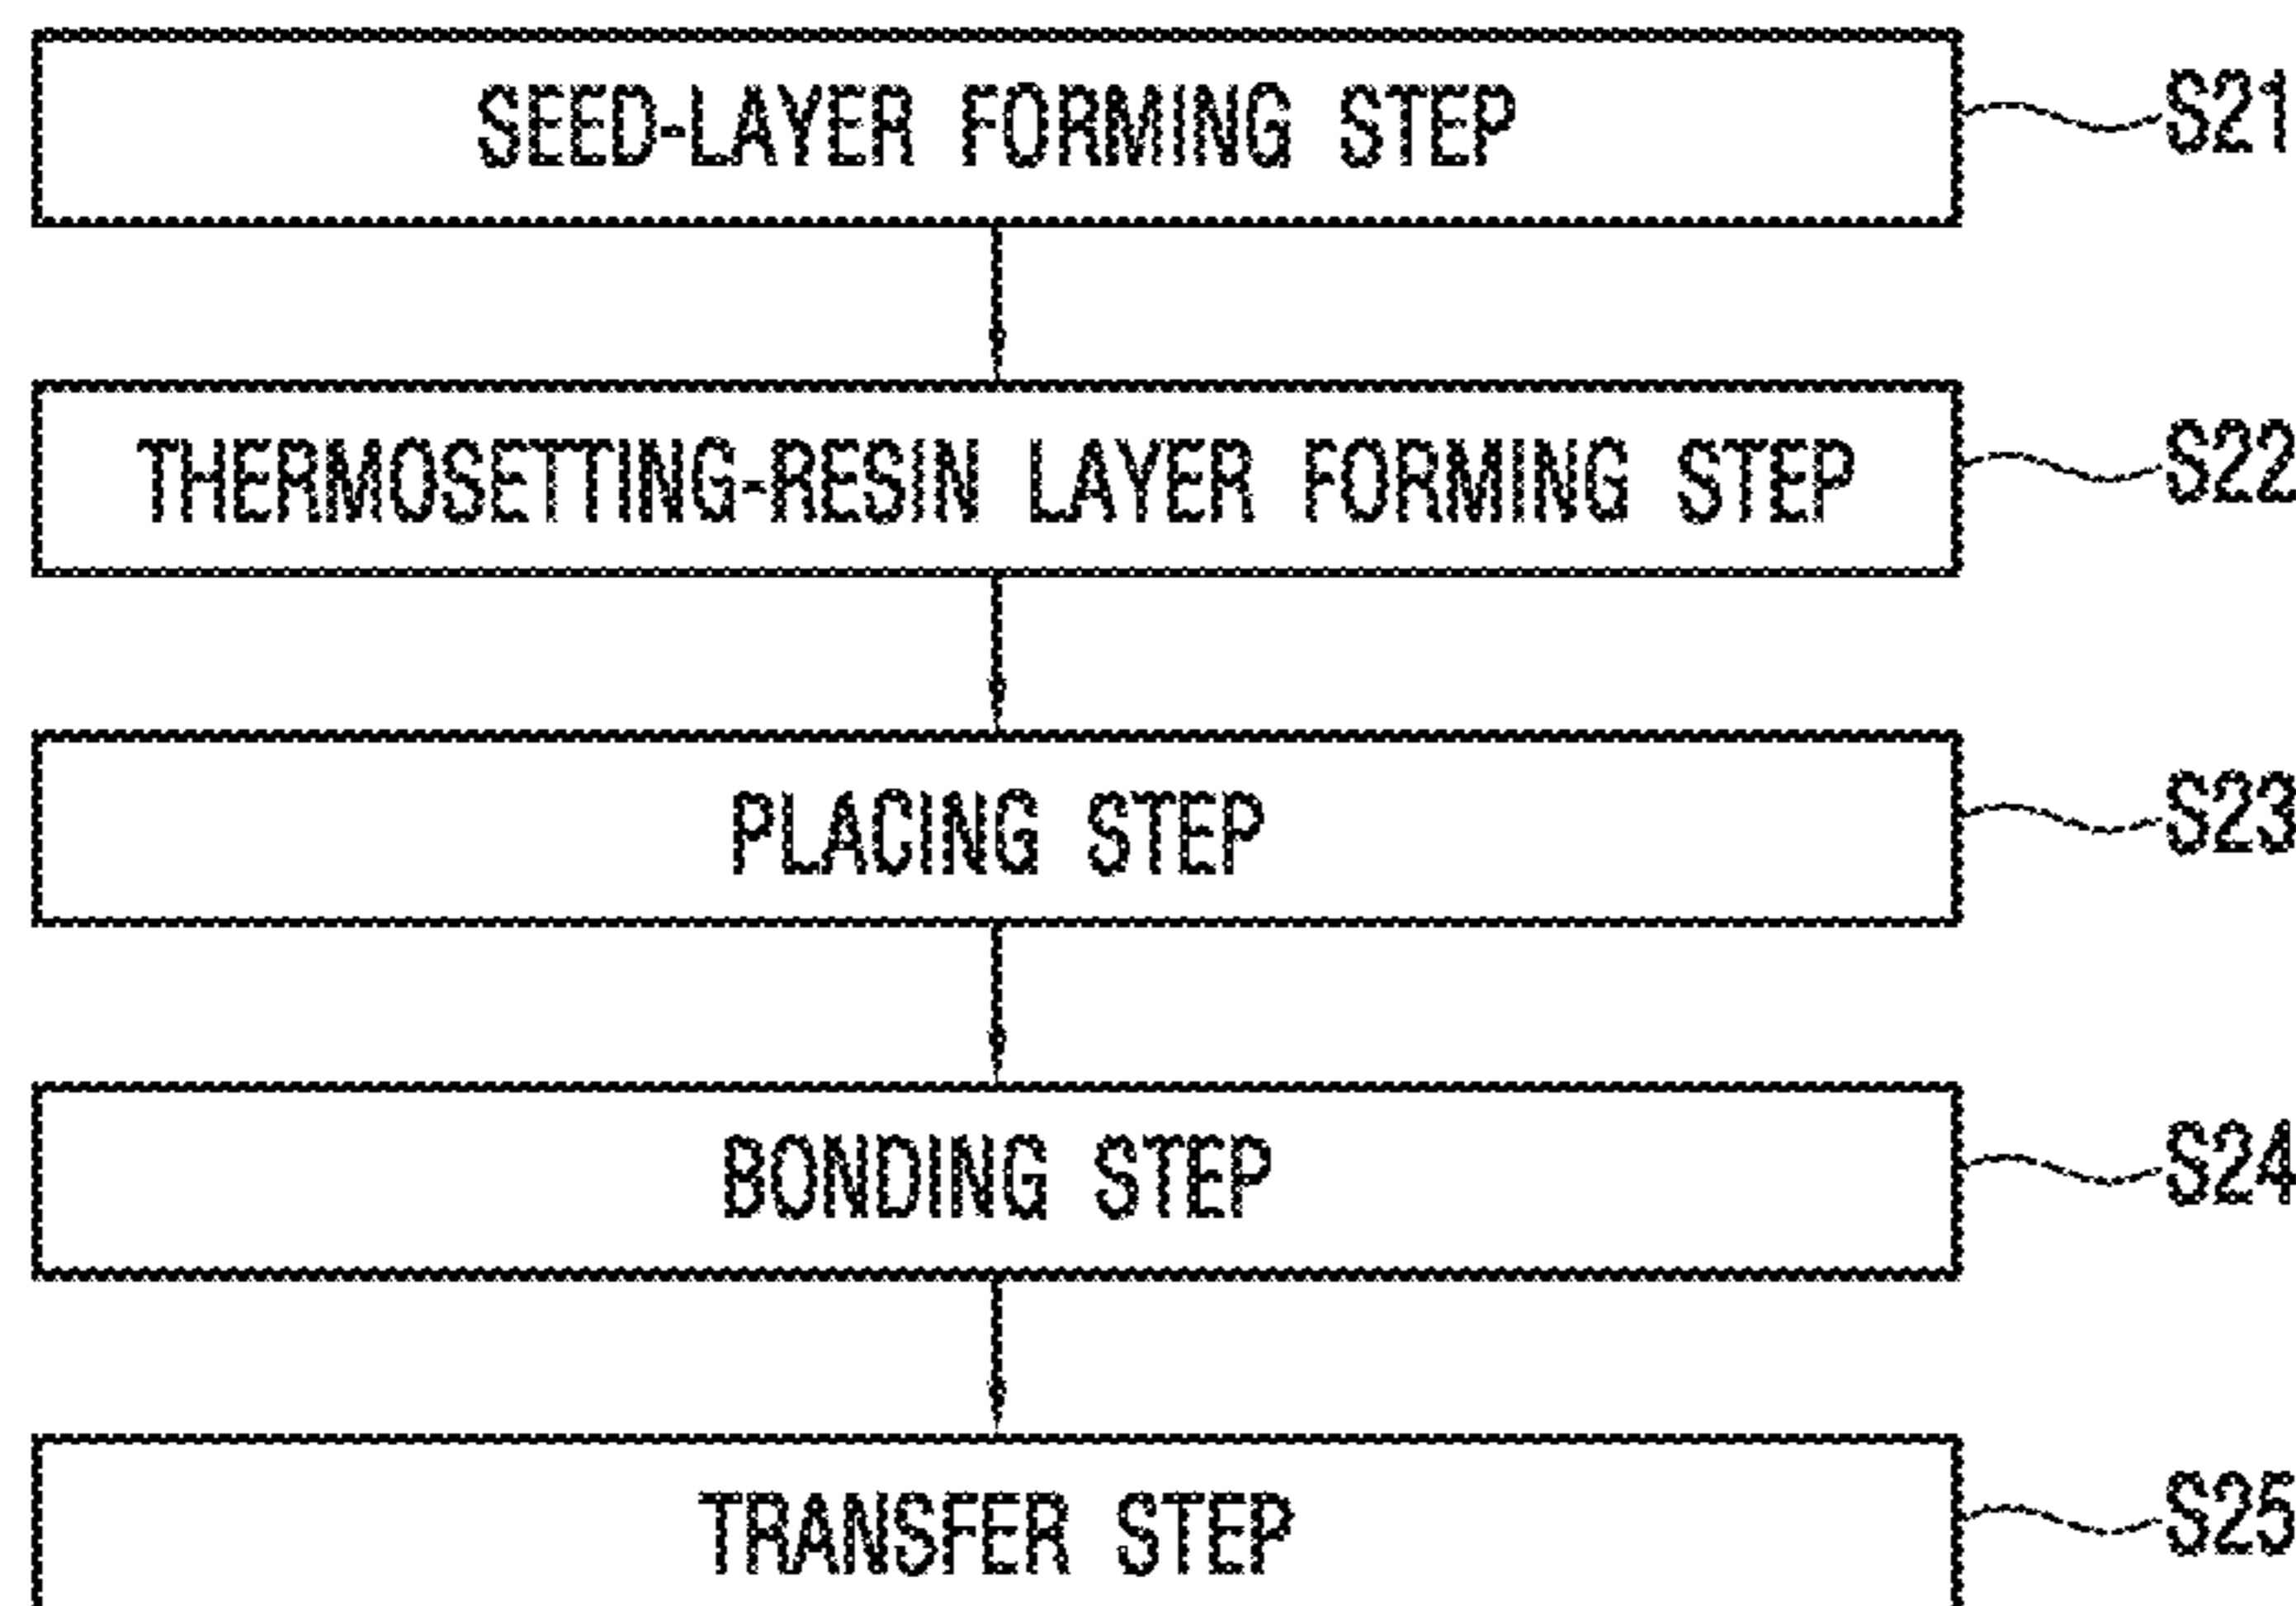 SEED-LAYER FORMING STEP S21
THERMOSETTING-RESIN LAYER FORMING STEP S22
PLACING STEP S23
BONDING STEP S24
TRANSFER STEP S25